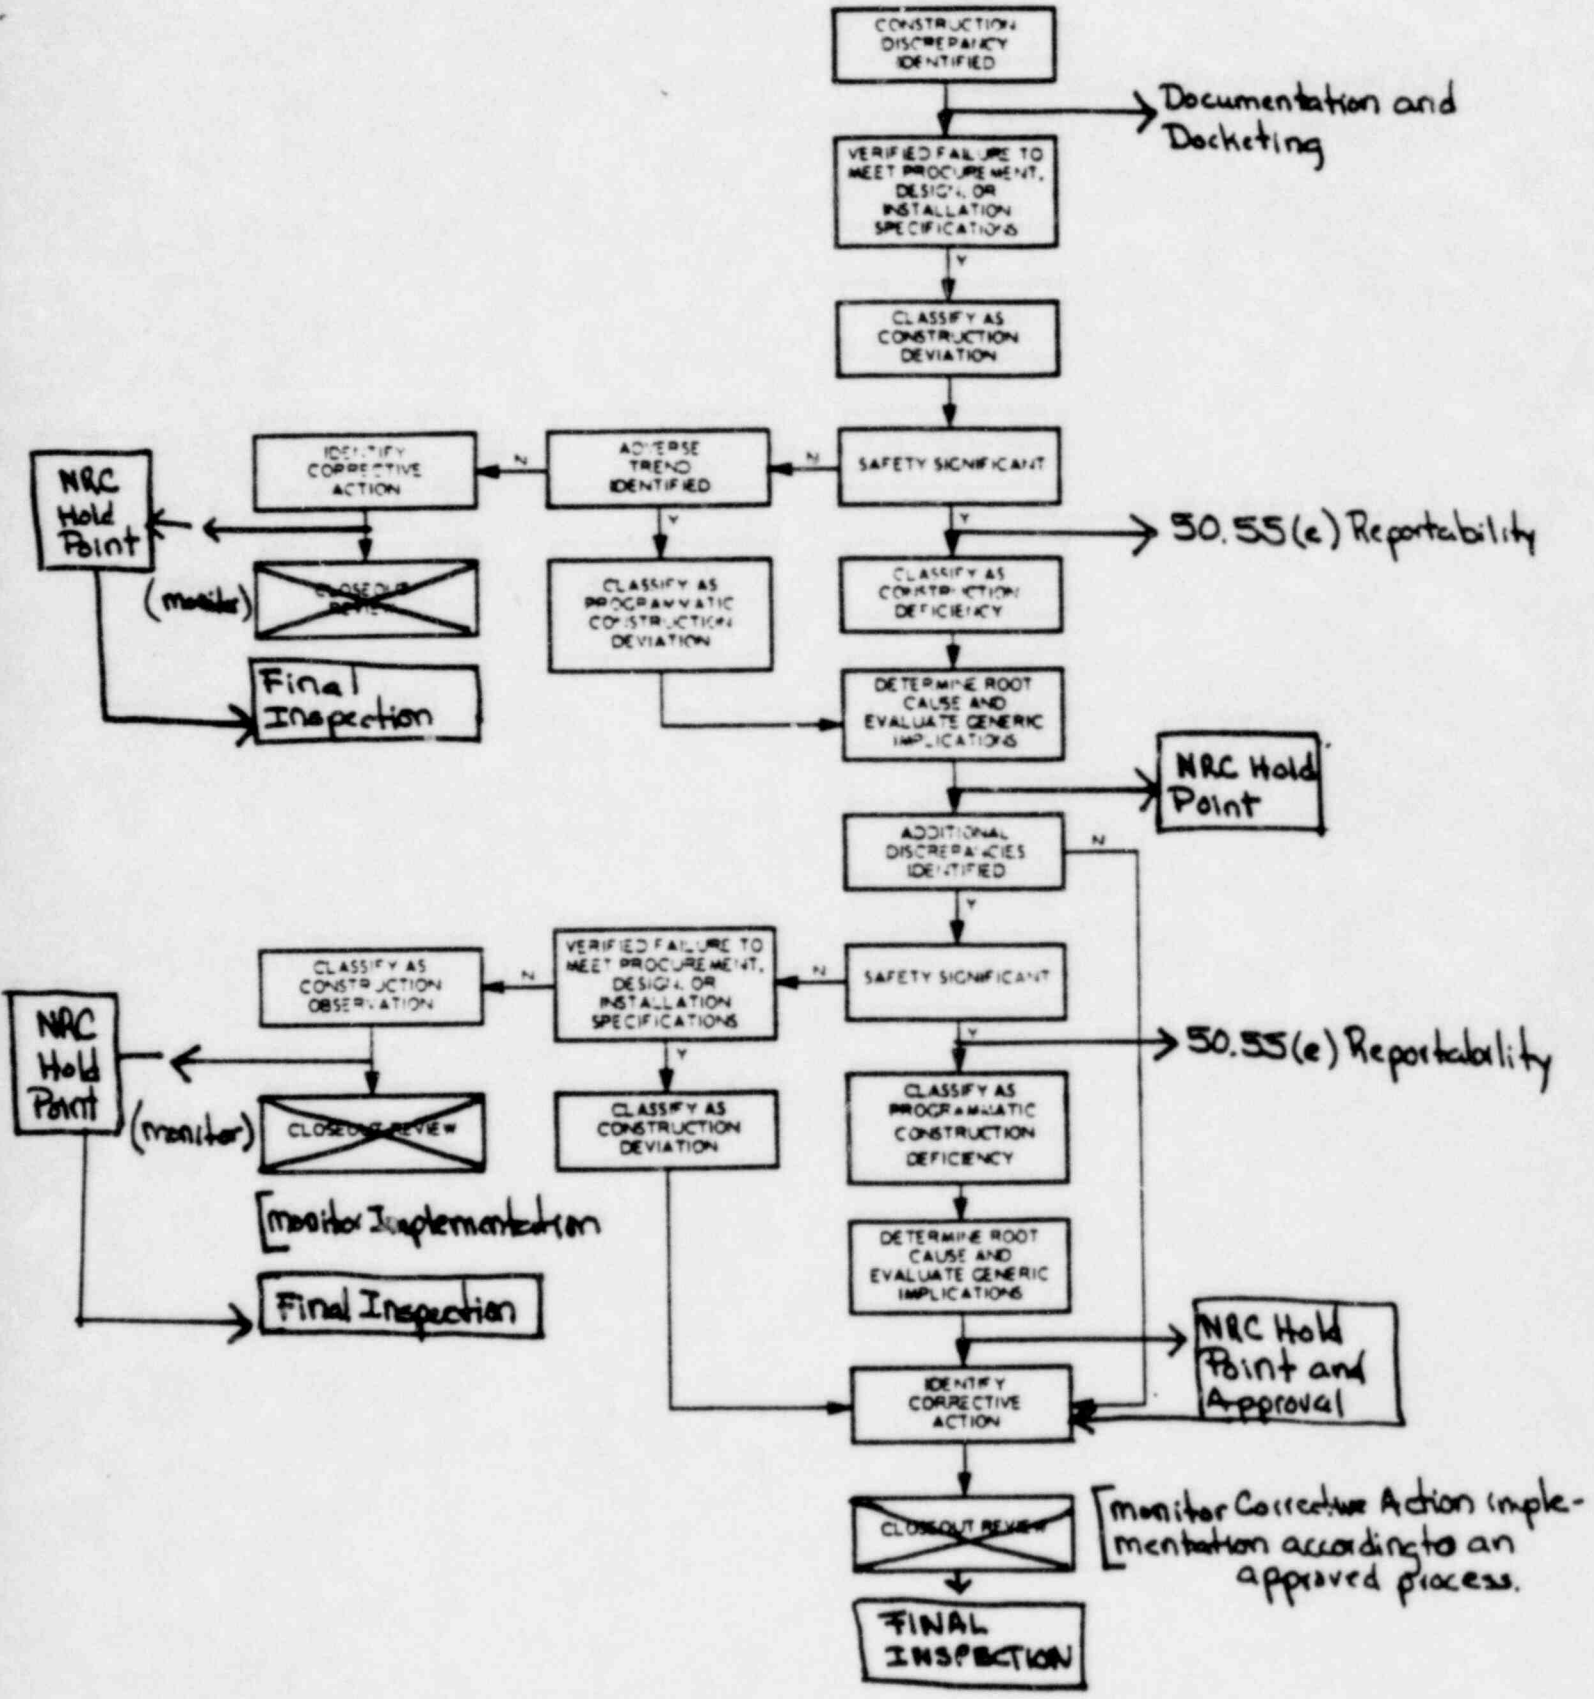 CONSTRUCTION
DISCREPANCY
IDENTIFIED
Documentation and
Docketing
VERIFIED FAILURE TO
MEET PROCUREMENT,
DESIGN, OR
INSTALLATION
SPECIFICATIONS
Y
CLASSIFY AS
CONSTRUCTION
DEVIATION
SAFETY SIGNIFICANT
N
ADVERSE
TREND
IDENTIFIED
N
IDENTIFY
CORRECTIVE
ACTION
NRC
Hold
Point
(monitor)
CLOSEOUT
REVIEW
Final
Inspection
Y
CLASSIFY AS
PROGRAMMATIC
CONSTRUCTION
DEVIATION
Y
50.55(e) Reportability
CLASSIFY AS
CONSTRUCTION
DEFICIENCY
DETERMINE ROOT
CAUSE AND
EVALUATE GENERIC
IMPLICATIONS
NRC Hold
Point
ADDITIONAL
DISCREPANCIES
IDENTIFIED
N
Y
SAFETY SIGNIFICANT
N
VERIFIED FAILURE TO
MEET PROCUREMENT,
DESIGN, OR
INSTALLATION
SPECIFICATIONS
N
CLASSIFY AS
CONSTRUCTION
OBSERVATION
NRC
Hold
Point
(monitor)
CLOSEOUT REVIEW
[monitor Implementation
Final Inspection
Y
CLASSIFY AS
CONSTRUCTION
DEVIATION
Y
50.55(e) Reportability
CLASSIFY AS
PROGRAMMATIC
CONSTRUCTION
DEFICIENCY
DETERMINE ROOT
CAUSE AND
EVALUATE GENERIC
IMPLICATIONS
NRC Hold
Point and
Approval
IDENTIFY
CORRECTIVE
ACTION
CLOSEOUT REVIEW
[monitor Corrective Action imple-
mentation according to an
approved process.
FINAL
INSPECTION